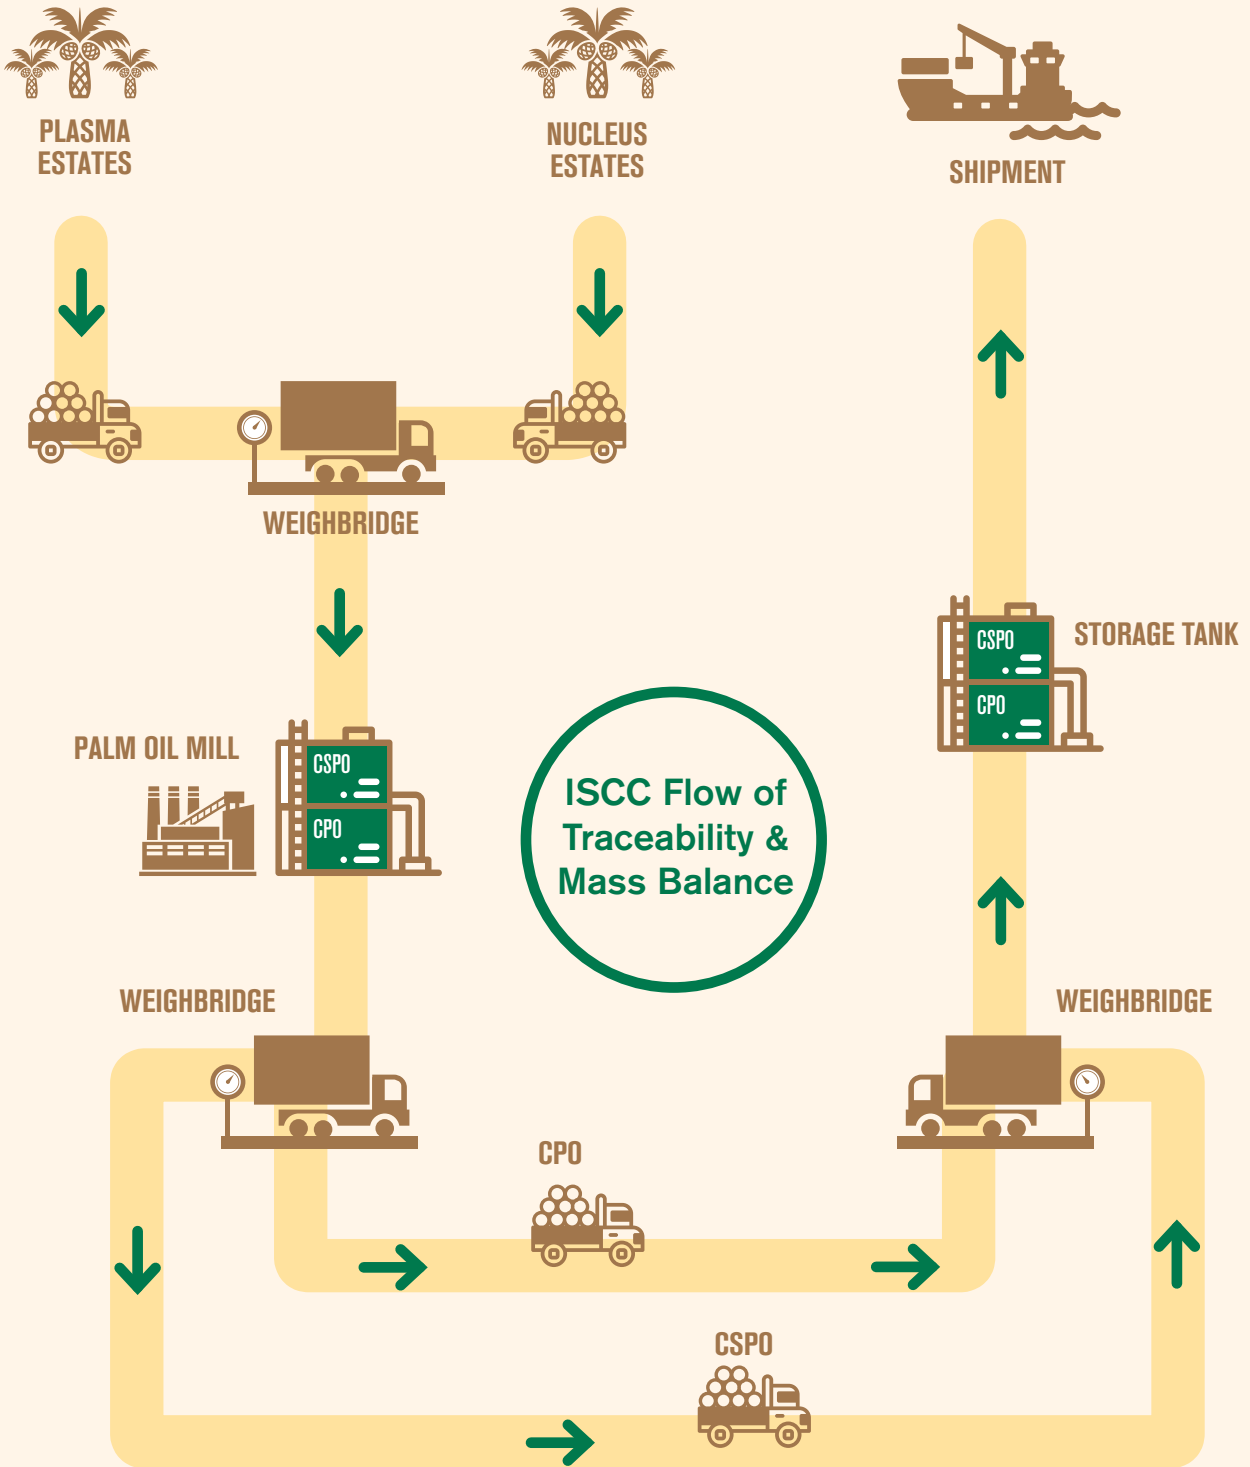 PLASMA
ESTATES
NUCLEUS
ESTATES
SHIPMENT
WEIGHBRIDGE
CSPO
CPO
STORAGE TANK
PALM OIL MILL
CSPO
CPO
ISCC Flow of
Traceability &
Mass Balance
WEIGHBRIDGE
WEIGHBRIDGE
CPO
CSPO